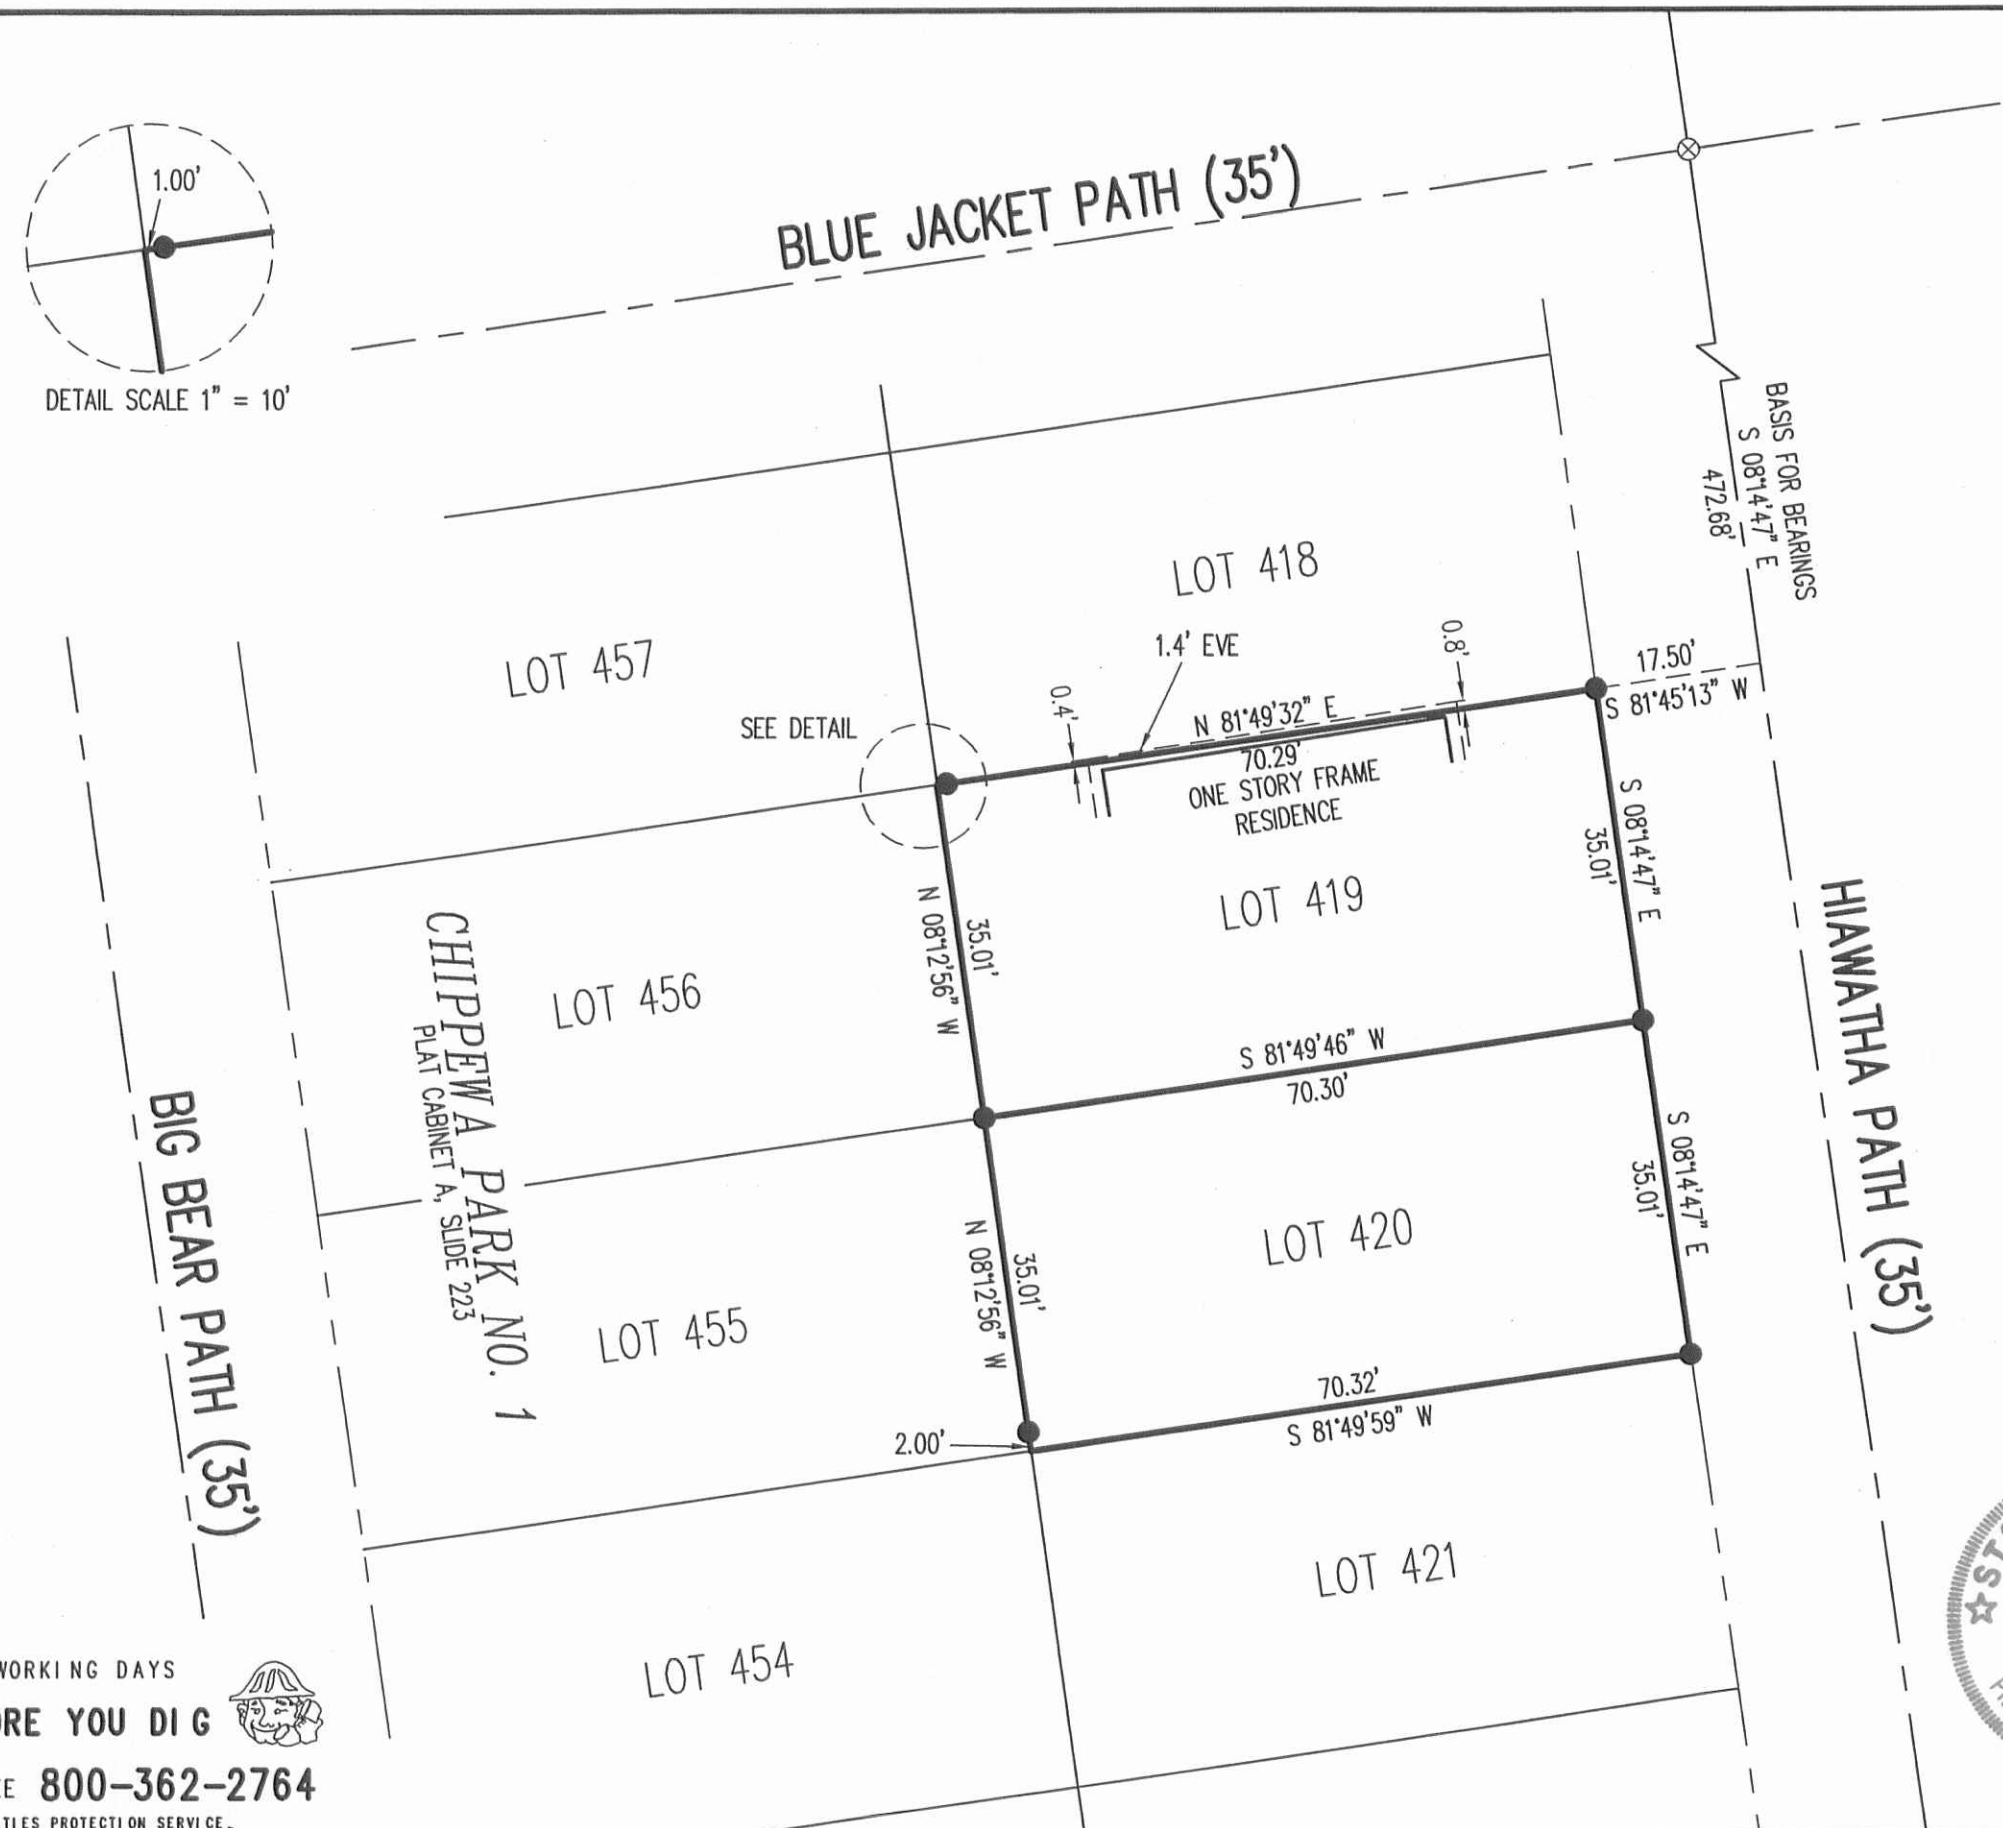 1.00'
DETAIL SCALE 1" = 10'
BLUE JACKET PATH (35')
BASIS FOR BEARINGS
S 08°14'47" E
472.68'
LOT 418
LOT 457
1.4' EVE
0.8'
0.4'
17.50'
S 81°45'13" W
SEE DETAIL
N 81°49'32" E
70.29'
ONE STORY FRAME
RESIDENCE
S 08°14'47" E
35.01'
LOT 419
N 08°12'56" W
35.01'
HIAWATHA PATH (35')
CHIPPEWA PARK NO. 1
PLAT CABINET A, SLIDE 223
LOT 456
S 81°49'46" W
70.30'
BIG BEAR PATH (35')
S 08°14'47" E
35.01'
LOT 420
N 08°12'56" W
35.01'
LOT 455
70.32'
S 81°49'59" W
2.00'
LOT 421
LOT 454
WORKING DAYS
YOU DIG
800-362-2764
PROTECTION SERVICE